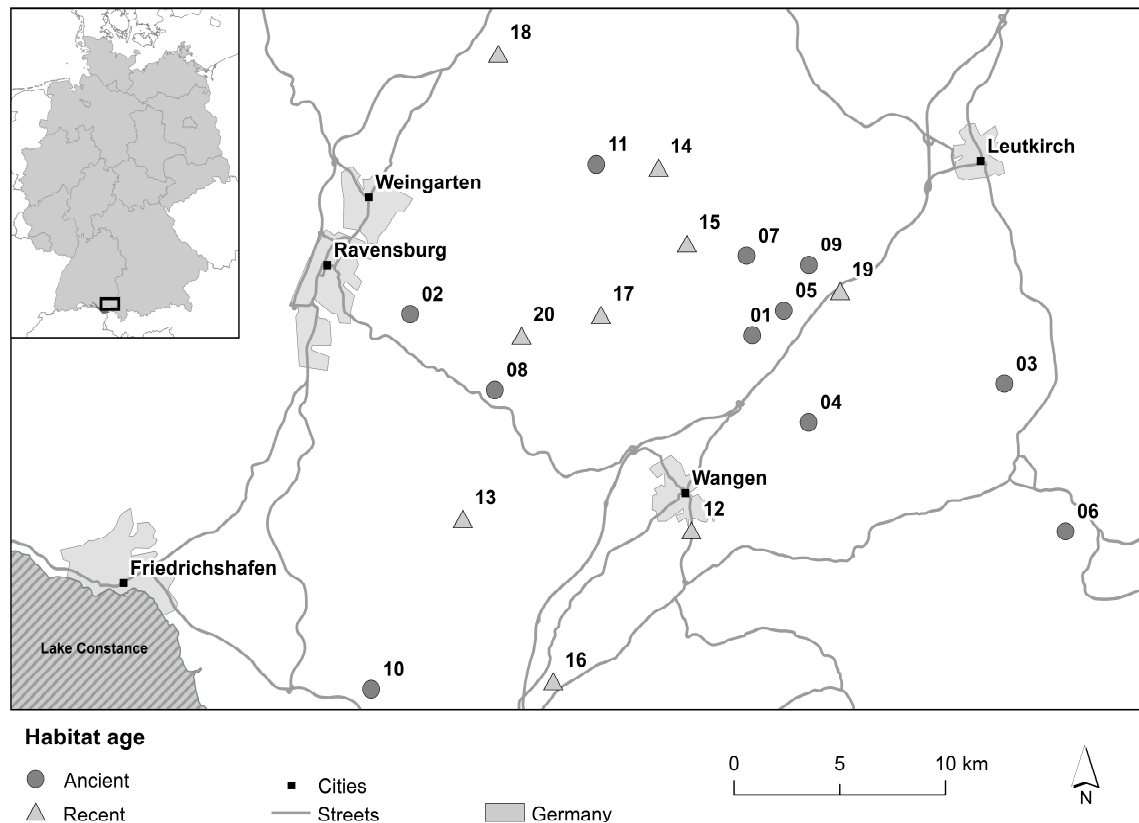 18
11
14
Leutkirch
Weingarten
15
07
09
Ravensburg
19
02
17
05
20
01
08
03
04
Wangen
13
12
06
Friedrichshafen
Lake Constance
16
10
Habitat age
Ancient
Recent
Cities
Streets
Germany
0 5 10 km
N